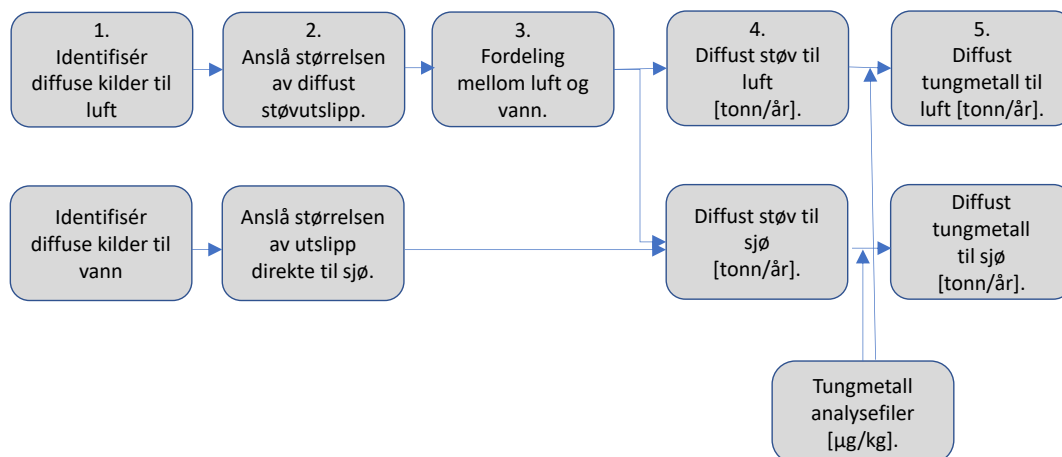 1.
Identifisér
diffuse kilder til
luft
2.
Anslå størrelsen
av diffust
støvutslipp.
3.
Fordeling
mellom luft og
vann.
4.
Diffust støv til
luft
[tonn/år].
5.
Diffust
tungmetall til
luft [tonn/år].
Identifisér
diffuse kilder til
vann
Anslå størrelsen
av utslipp
direkte til sjø.
Diffust støv til
sjø
[tonn/år].
Diffust
tungmetall
til sjø
[tonn/år].
Tungmetall
analysefiler
[µg/kg].